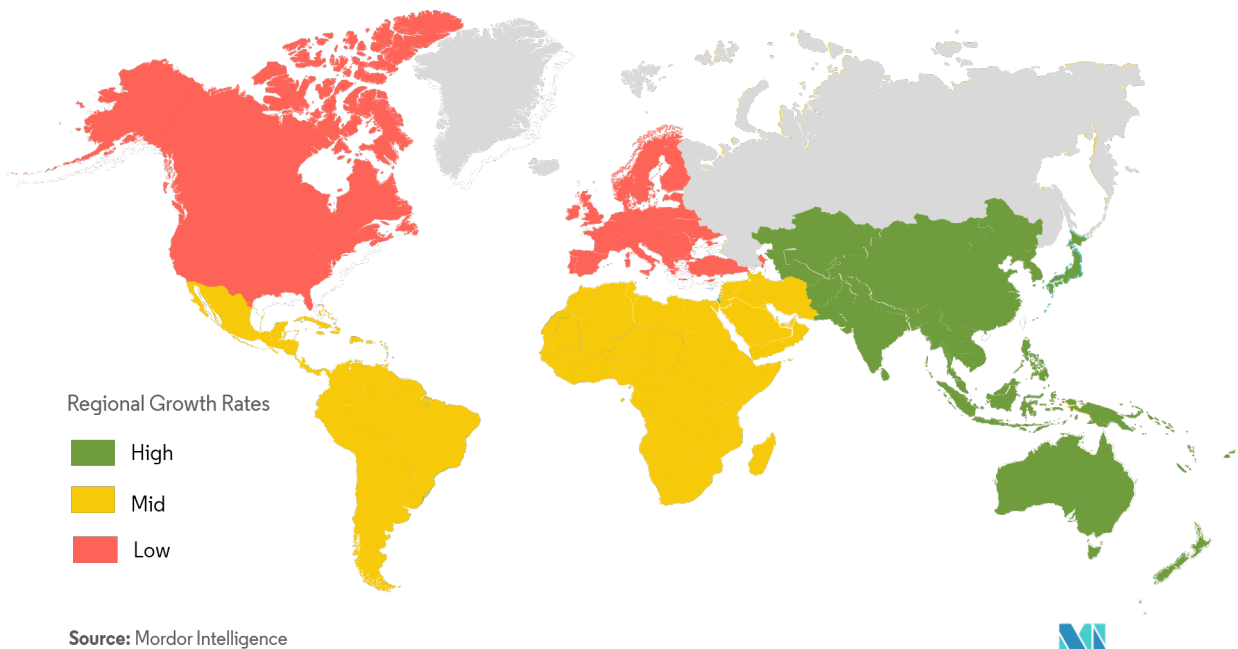 Regional Growth Rates
High
Mid
Low
Source: Mordor Intelligence